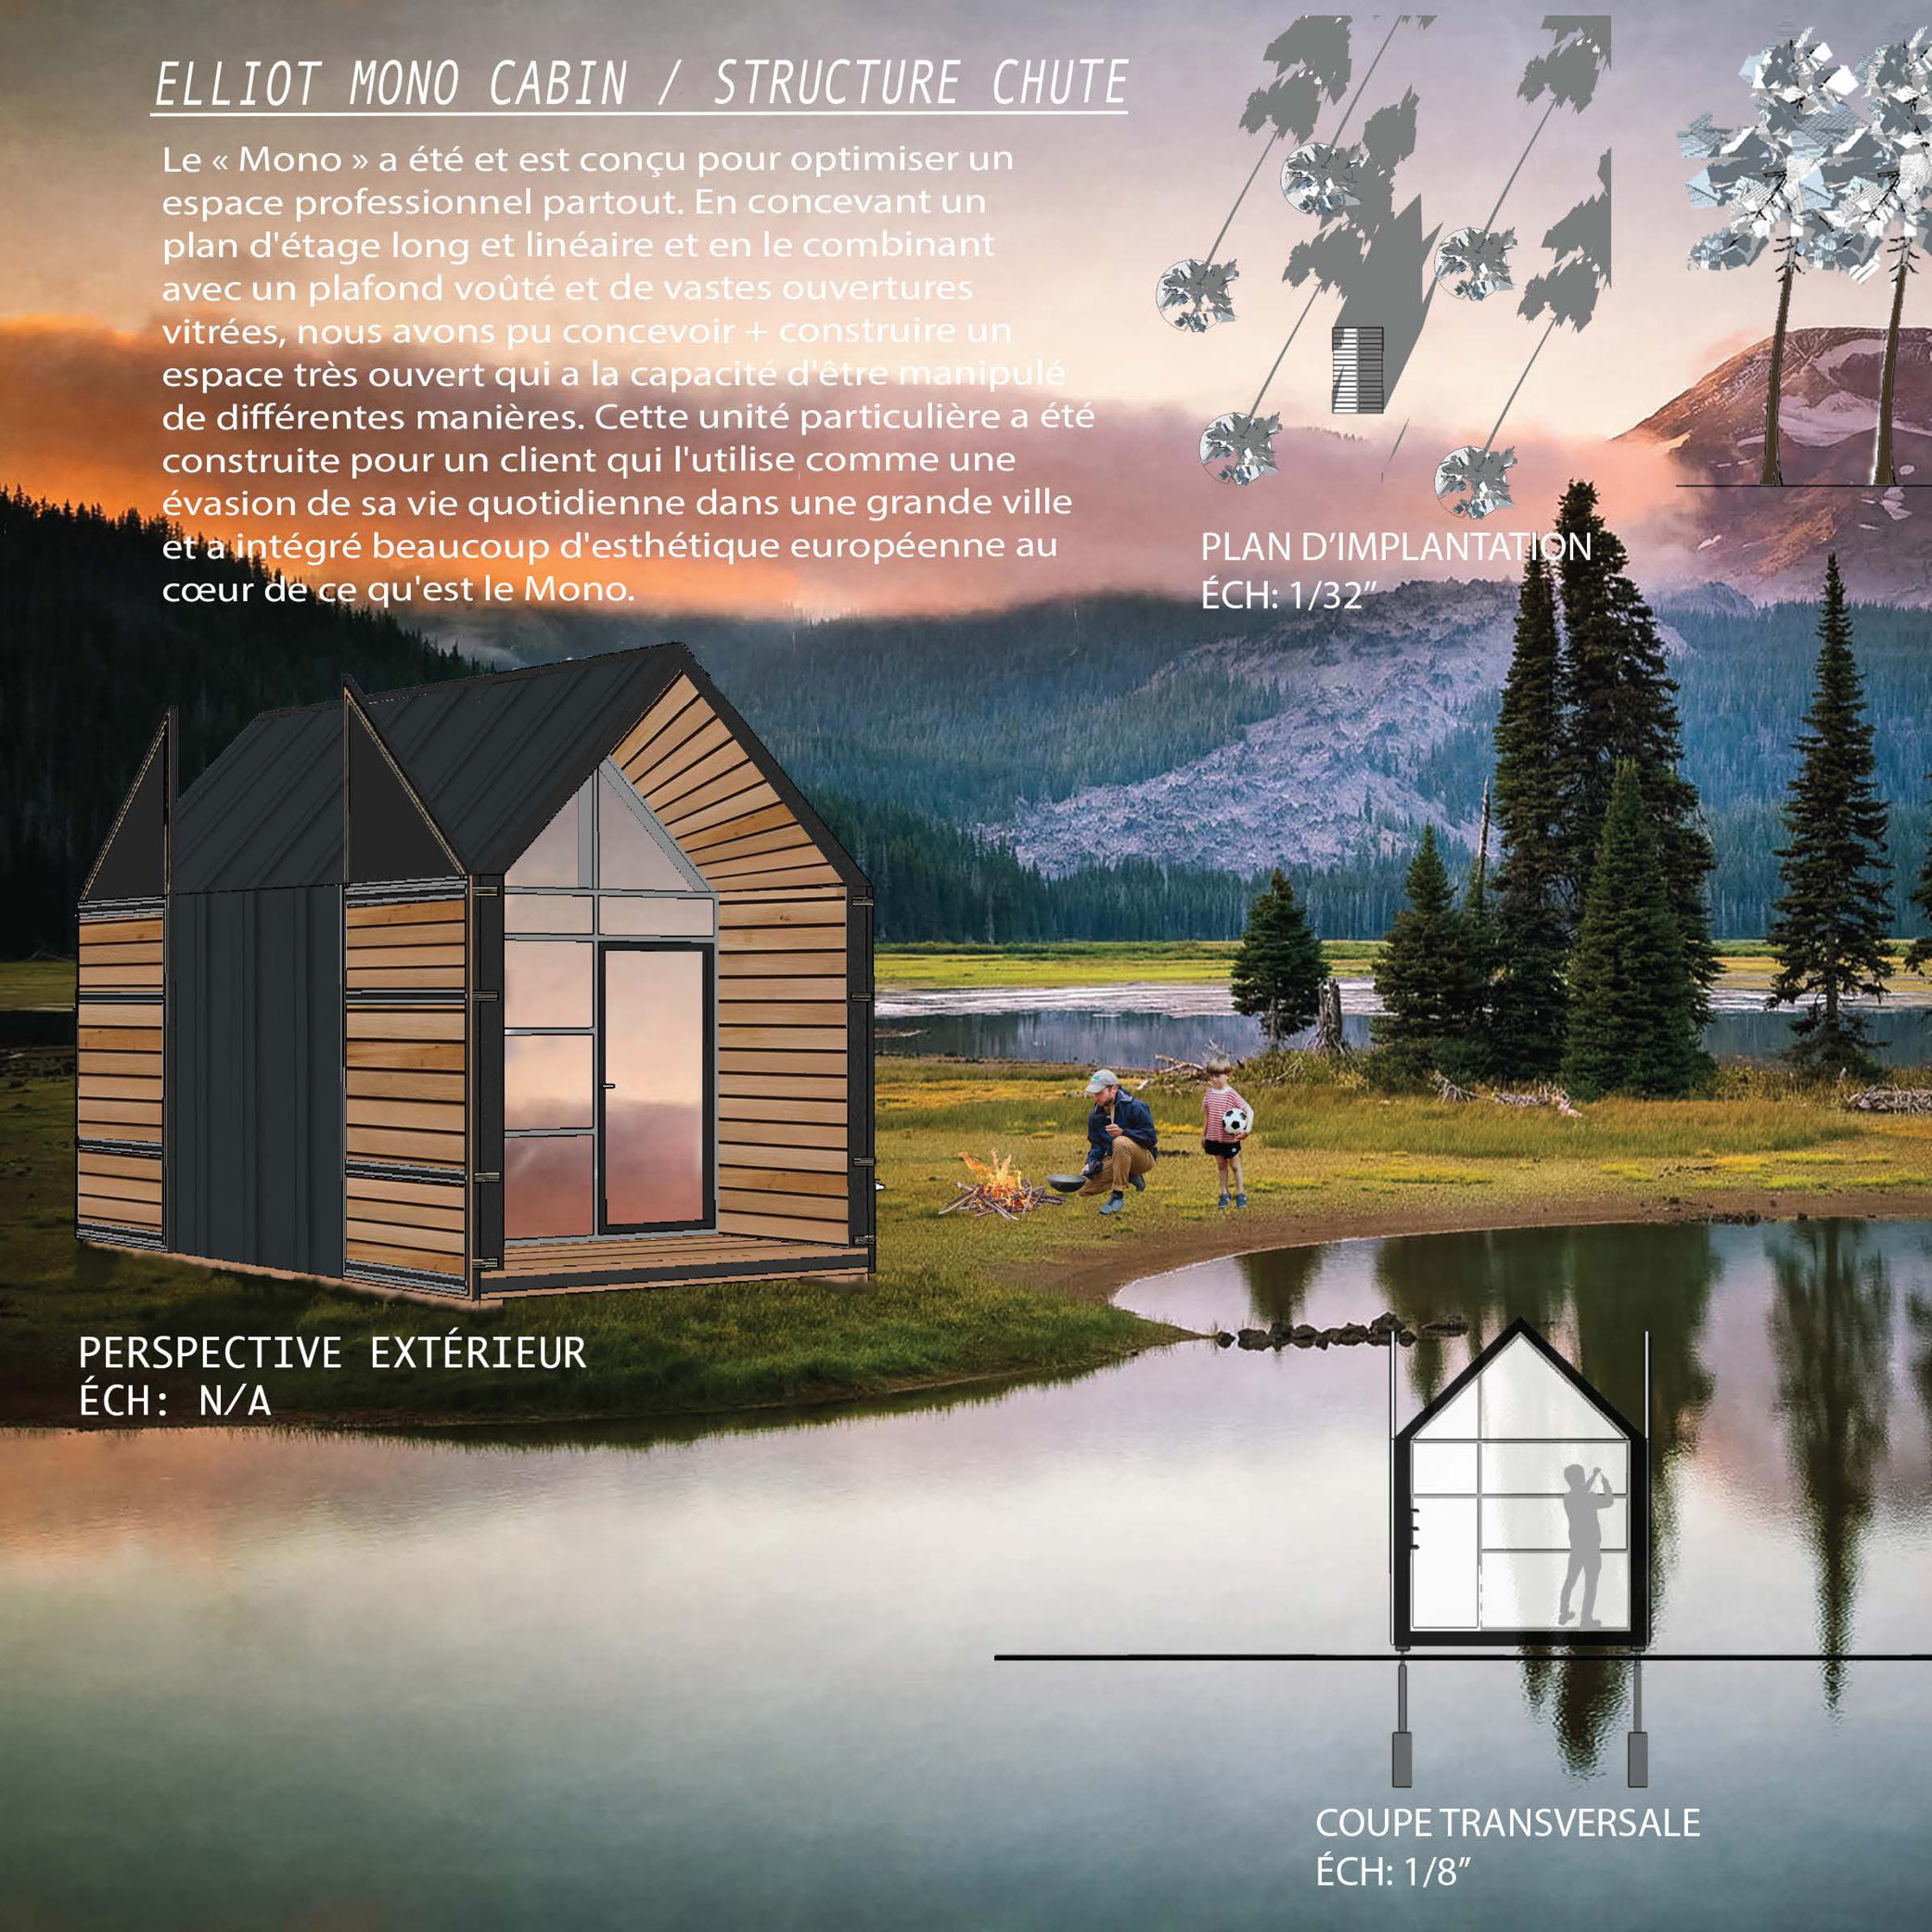 ELLIOT MONO CABIN / STRUCTURE CHUTE
Le « Mono » a été et est conçu pour optimiser un
espace professionnel partout. En concevant un
plan d'étage long et linéaire et en le combinant
avec un plafond voûté et de vastes ouvertures
vitrées, nous avons pu concevoir + construire un
espace très ouvert qui a la capacité d'être manipulé
de différentes manières. Cette unité particulière a été
construite pour un client qui l'utilise comme une
évasion de sa vie quotidienne dans une grande ville
et a intégré beaucoup d'esthétique européenne au
cœur de ce qu'est le Mono.
PLAN D’IMPLANTATION
ÉCH: 1/32”
PERSPECTIVE EXTÉRIEUR
ÉCH: N/A
COUPE TRANSVERSALE
ÉCH: 1/8”